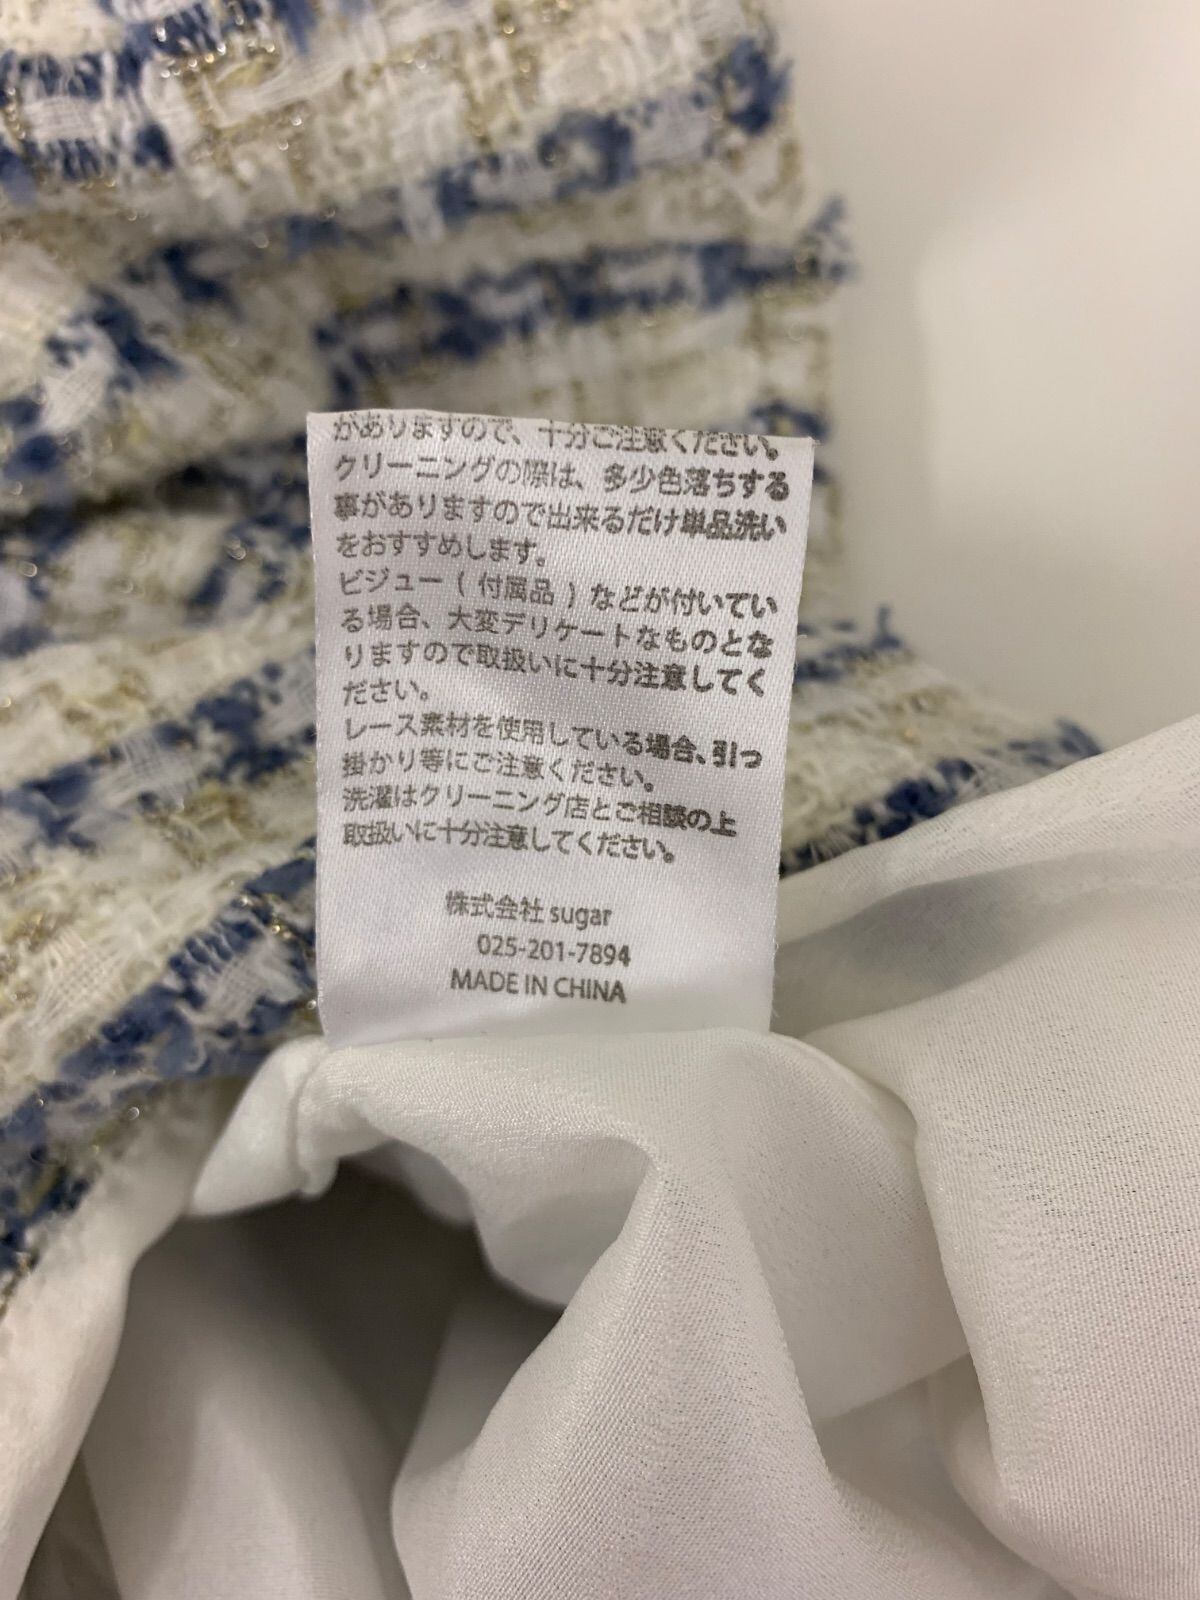 がありますので、十分ご注意ください。
クリーニングの際は、多少色落ちする
事がありますので出来るだけ単品洗い
をおすすめします。
ビジュー ( 付属品 ) などが付いてい
る場合、大変デリケートなものとな
りますので取扱いに十分注意してく
ださい。
レース素材を使用している場合、引っ
掛かり等にご注意ください。
洗濯はクリーニング店とご相談の上
取扱いに十分注意してください。
株式会社 sugar
025-201-7894
MADE IN CHINA